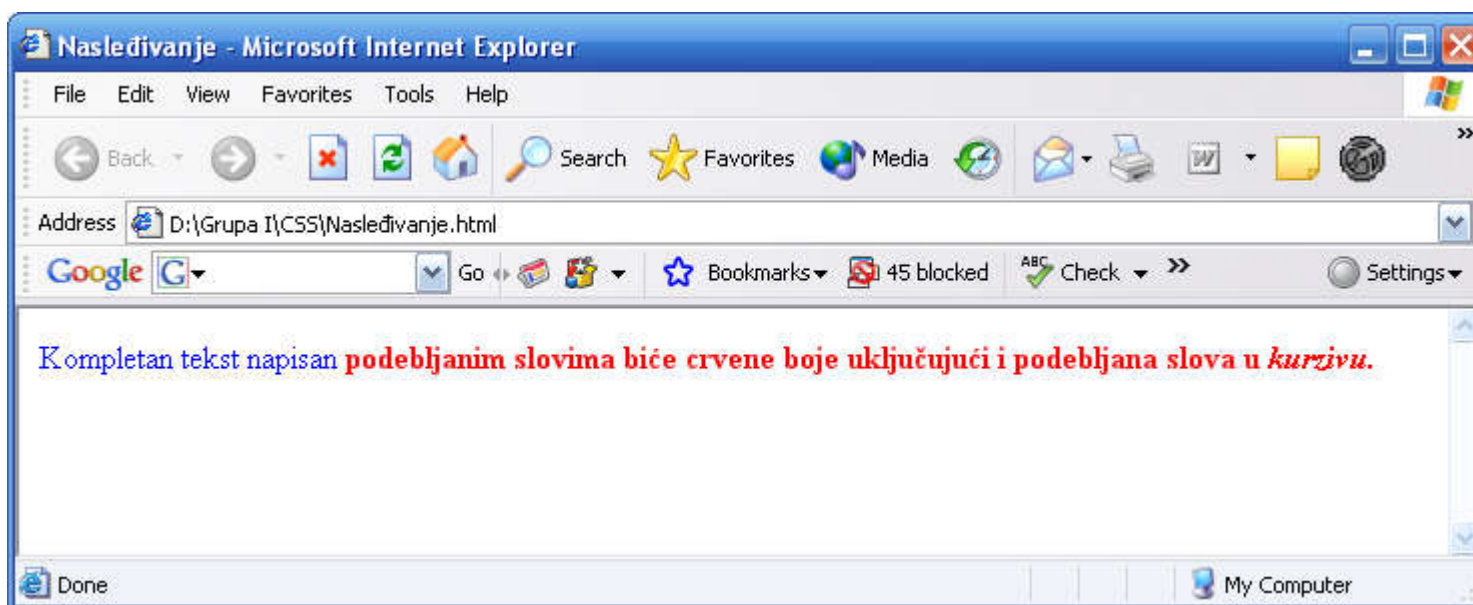 Nasleđivanje - Microsoft Internet Explorer
File Edit View Favorites Tools Help
Back Search Favorites Media W »
Address D:\Grupa I\CSS\Nasleđivanje.html
Google G Go Bookmarks 45 blocked ABC Check » Settings
Kompletan tekst napisan podebljanim slovima biće crvene boje uključujući i podebljana slova u kurzivu.
Done My Computer